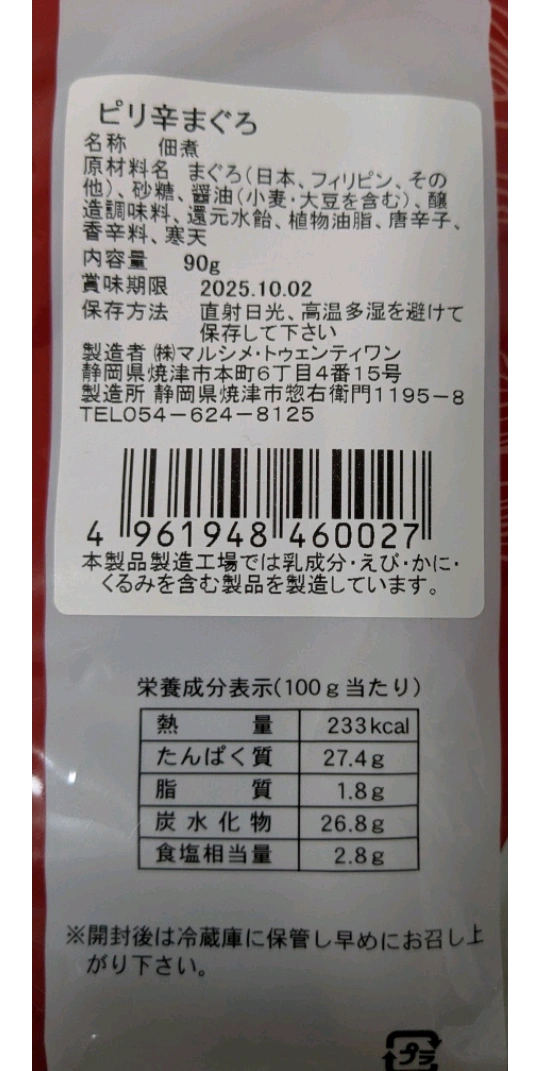 ピリ辛まぐろ
名称 佃煮
原材料名 まぐろ(日本、フィリピン、その
他)、砂糖、醤油(小麦・大豆を含む)、醸
造調味料、還元水飴、植物油脂、唐辛子、
香辛料、寒天
内容量 90g
賞味期限 2025.10.02
保存方法 直射日光、高温多湿を避けて
保存して下さい
製造者 ㈱マルシメ・トゥエンティワン
静岡県焼津市本町6丁目4番15号
製造所 静岡県焼津市惣右衛門1195-8
TEL054-624-8125
4 961948 460027
本製品製造工場では乳成分・えび・かに・
くるみを含む製品を製造しています。
栄養成分表示(100g当たり)
熱量 233kcal
たんぱく質 27.4g
脂質 1.8g
炭水化物 26.8g
食塩相当量 2.8g
※開封後は冷蔵庫に保管し早めにお召し上
がり下さい。
プラ